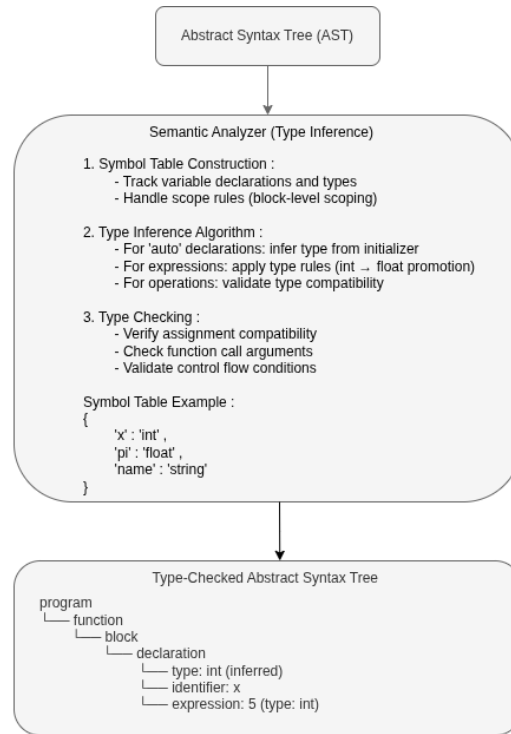 Abstract Syntax Tree (AST)
Semantic Analyzer (Type Inference)
1. Symbol Table Construction :
- Track variable declarations and types
- Handle scope rules (block-level scoping)
2. Type Inference Algorithm :
- For 'auto' declarations: infer type from initializer
- For expressions: apply type rules (int → float promotion)
- For operations: validate type compatibility
3. Type Checking :
- Verify assignment compatibility
- Check function call arguments
- Validate control flow conditions
Symbol Table Example :
{
'x' : 'int' ,
'pi' : 'float' ,
'name' : 'string'
}
Type-Checked Abstract Syntax Tree
program
└── function
└── block
└── declaration
└── type: int (inferred)
└── identifier: x
└── expression: 5 (type: int)